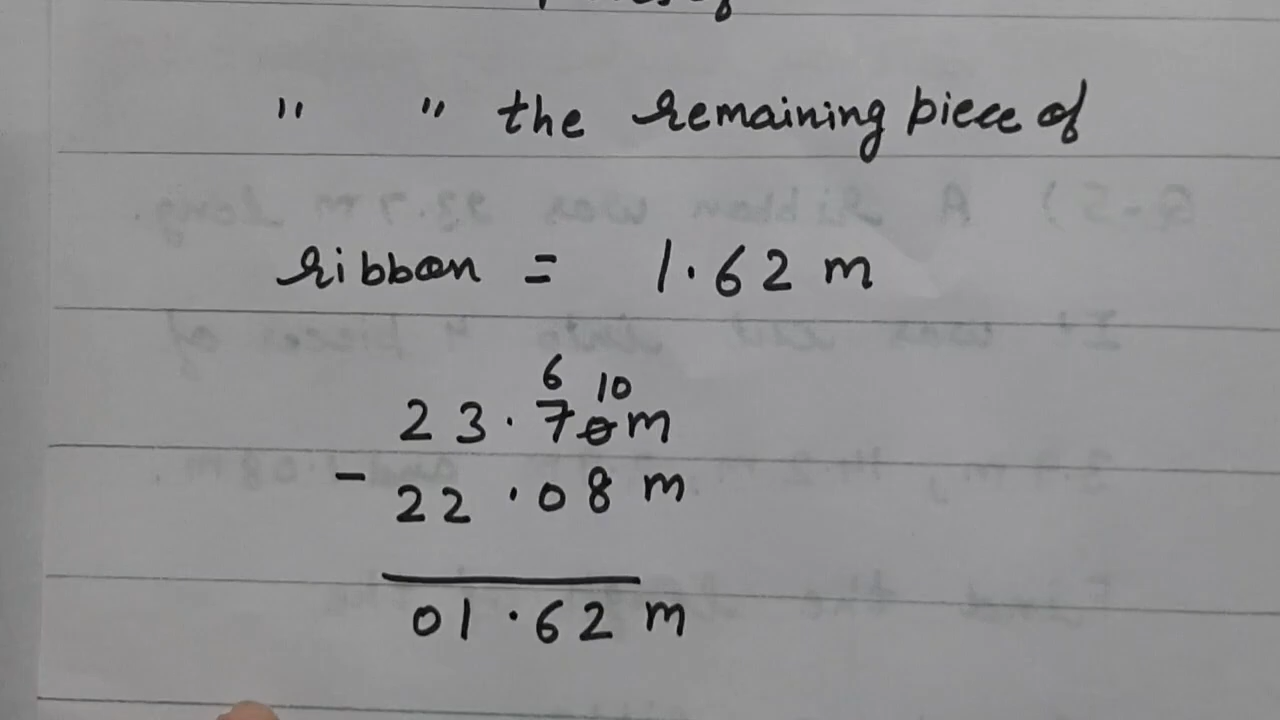 " " the remaining piece of
ribbon = 1.62 m
6 10
23.70m
- 22.08 m
01.62 m